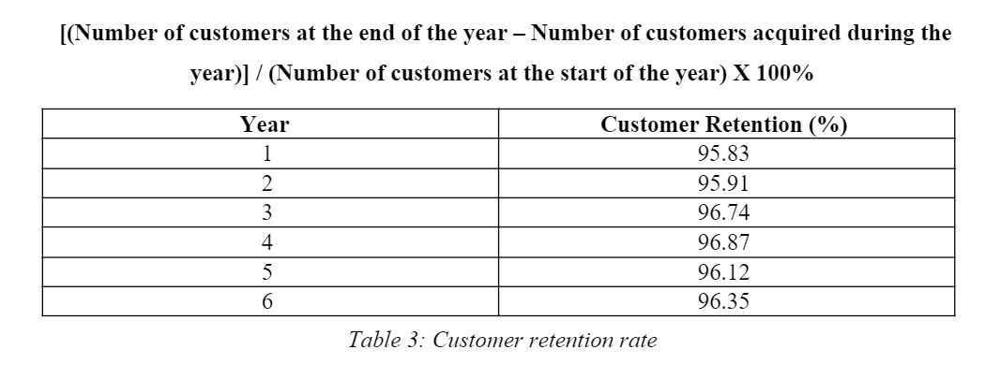 [(Number of customers at the end of the year – Number of customers acquired during the
year)] / (Number of customers at the start of the year) X 100%
Year Customer Retention (%)
1 95.83
2 95.91
3 96.74
4 96.87
5 96.12
6 96.35
Table 3: Customer retention rate